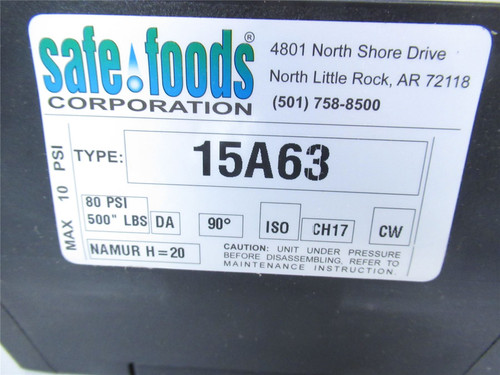 safe foods®
CORPORATION
4801 North Shore Drive
North Little Rock, AR 72118
(501) 758-8500
MAX 10 PSI
TYPE: 15A63
80 PSI
500" LBS DA 90° ISO CH17 CW
NAMUR H=20
CAUTION: UNIT UNDER PRESSURE
BEFORE DISASSEMBLING, REFER TO
MAINTENANCE INSTRUCTION.